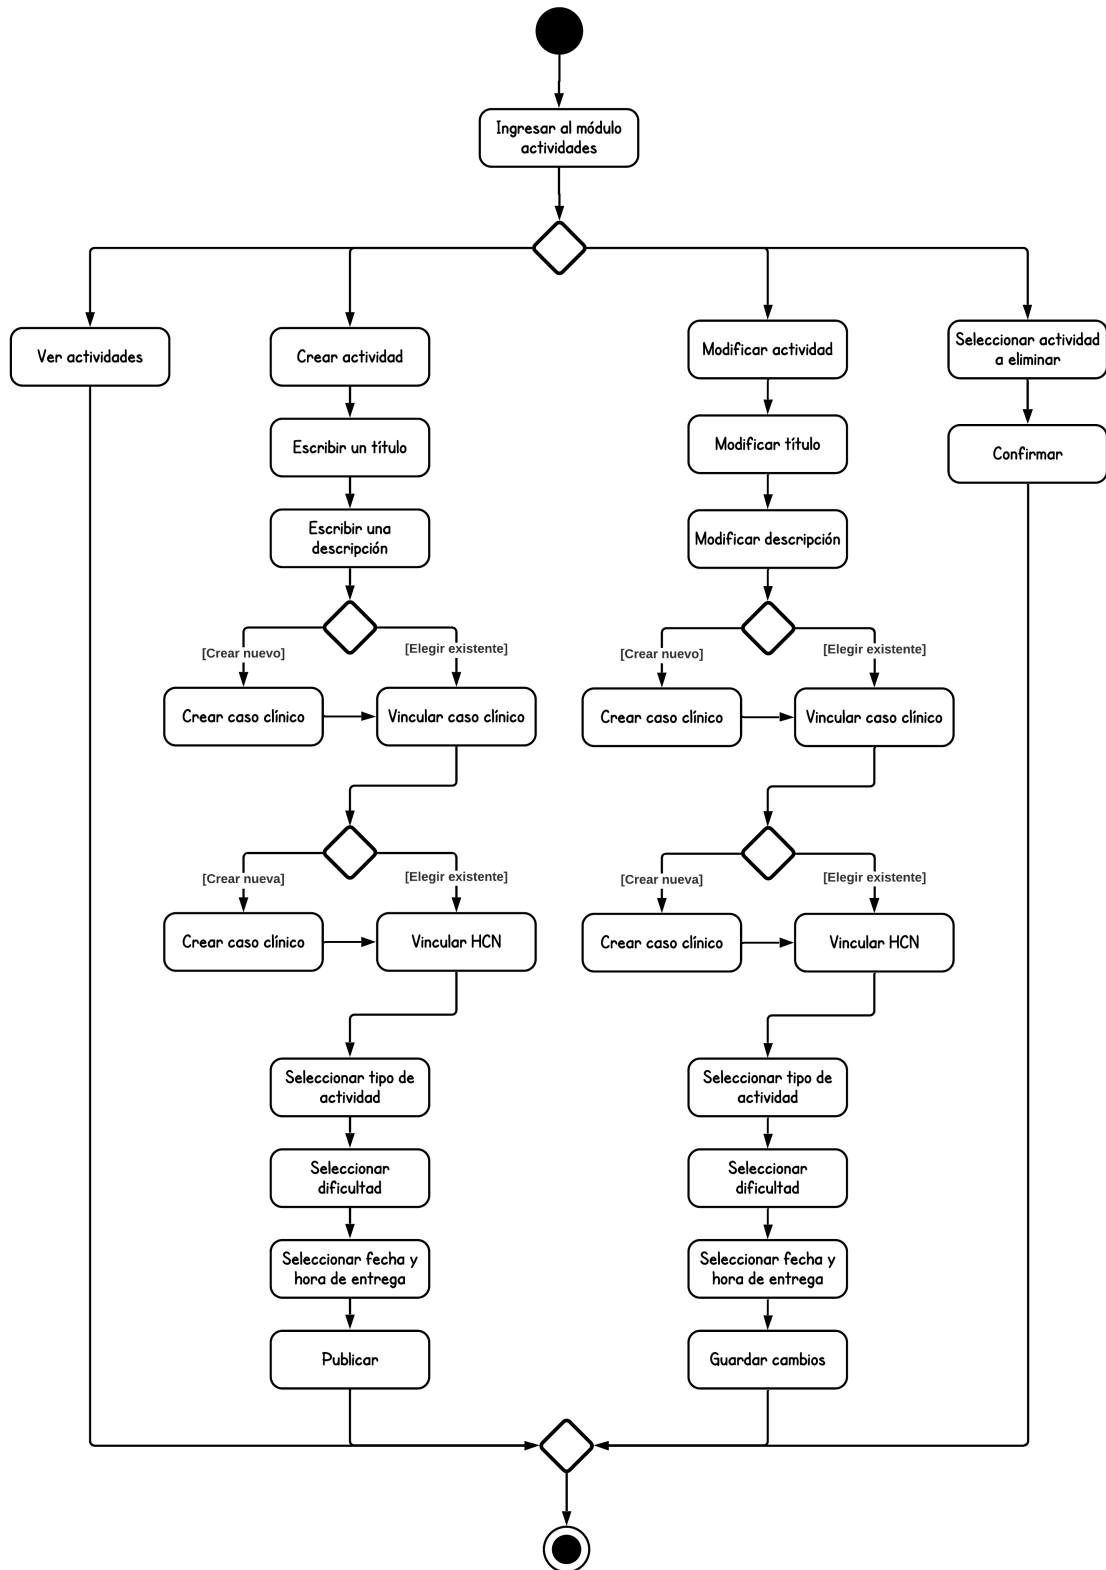 Ingresar al módulo
actividades
Ver actividades
Crear actividad
Modificar actividad
Seleccionar actividad
a eliminar
Escribir un título
Modificar título
Confirmar
Escribir una
descripción
Modificar descripción
[Crear nuevo]
[Elegir existente]
[Crear nuevo]
[Elegir existente]
Crear caso clínico
Vincular caso clínico
Crear caso clínico
Vincular caso clínico
[Crear nueva]
[Elegir existente]
[Crear nueva]
[Elegir existente]
Crear caso clínico
Vincular HCN
Crear caso clínico
Vincular HCN
Seleccionar tipo de
actividad
Seleccionar tipo de
actividad
Seleccionar
dificultad
Seleccionar
dificultad
Seleccionar fecha y
hora de entrega
Seleccionar fecha y
hora de entrega
Publicar
Guardar cambios